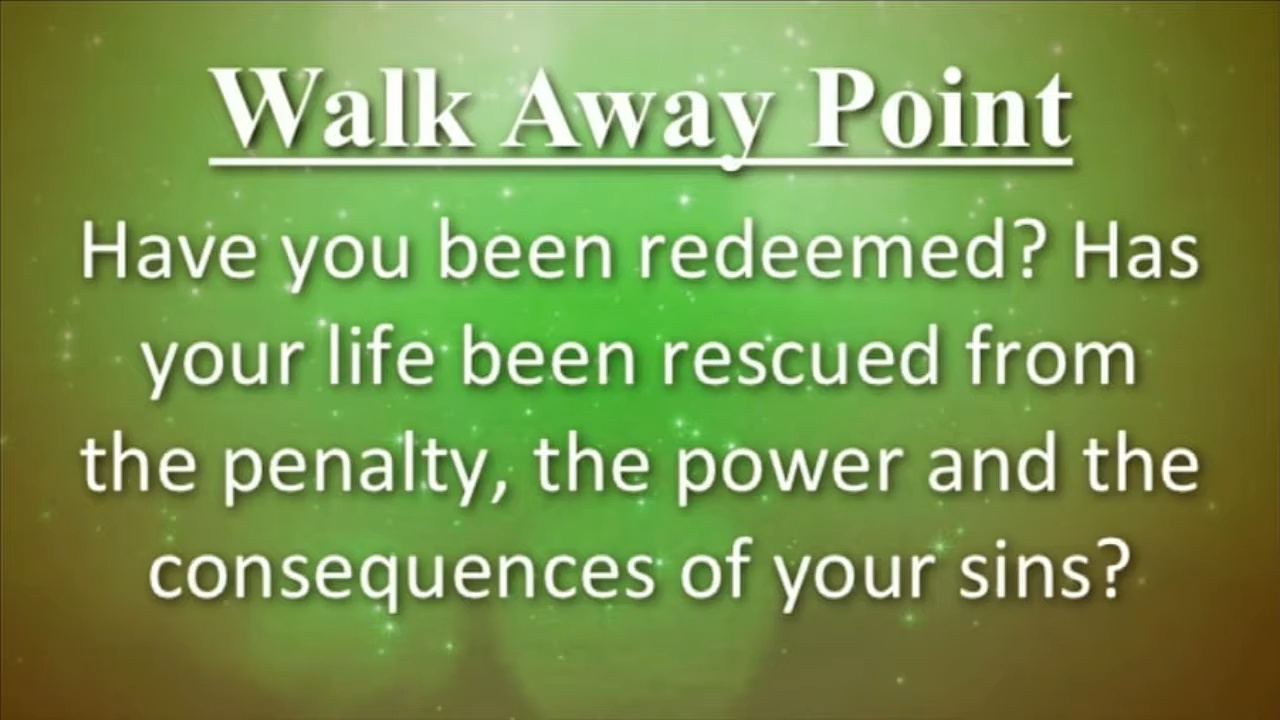 Walk Away Point
Have you been redeemed? Has
your life been rescued from
the penalty, the power and the
consequences of your sins?